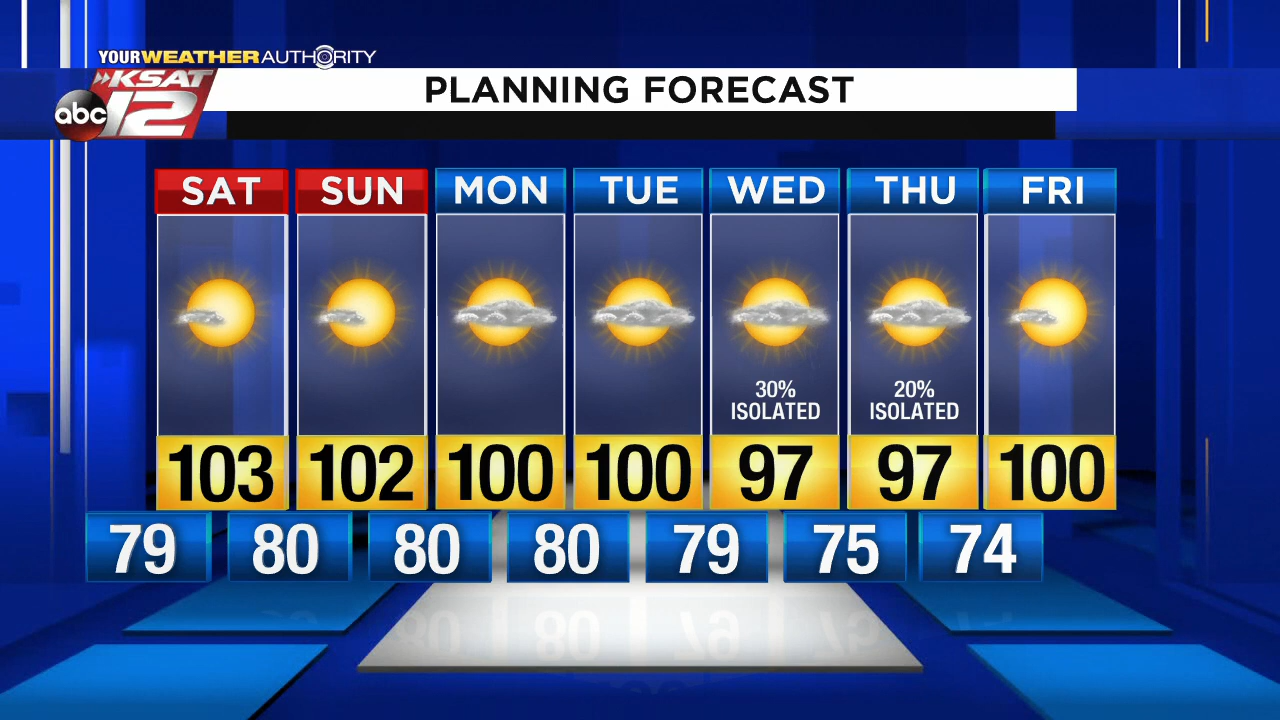 YOUR WEATHER AUTHORITY
KSAT
abc 12
PLANNING FORECAST
SAT SUN MON TUE WED THU FRI
30% 20%
ISOLATED ISOLATED
103 102 100 100 97 97 100
79 80 80 80 79 75 74